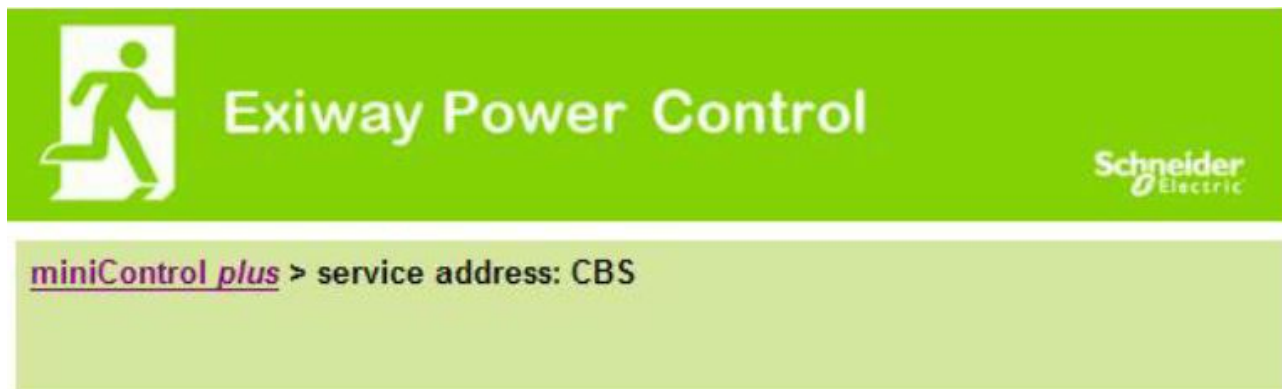 Exiway Power Control
Schneider
Electric
miniControl plus > service address: CBS